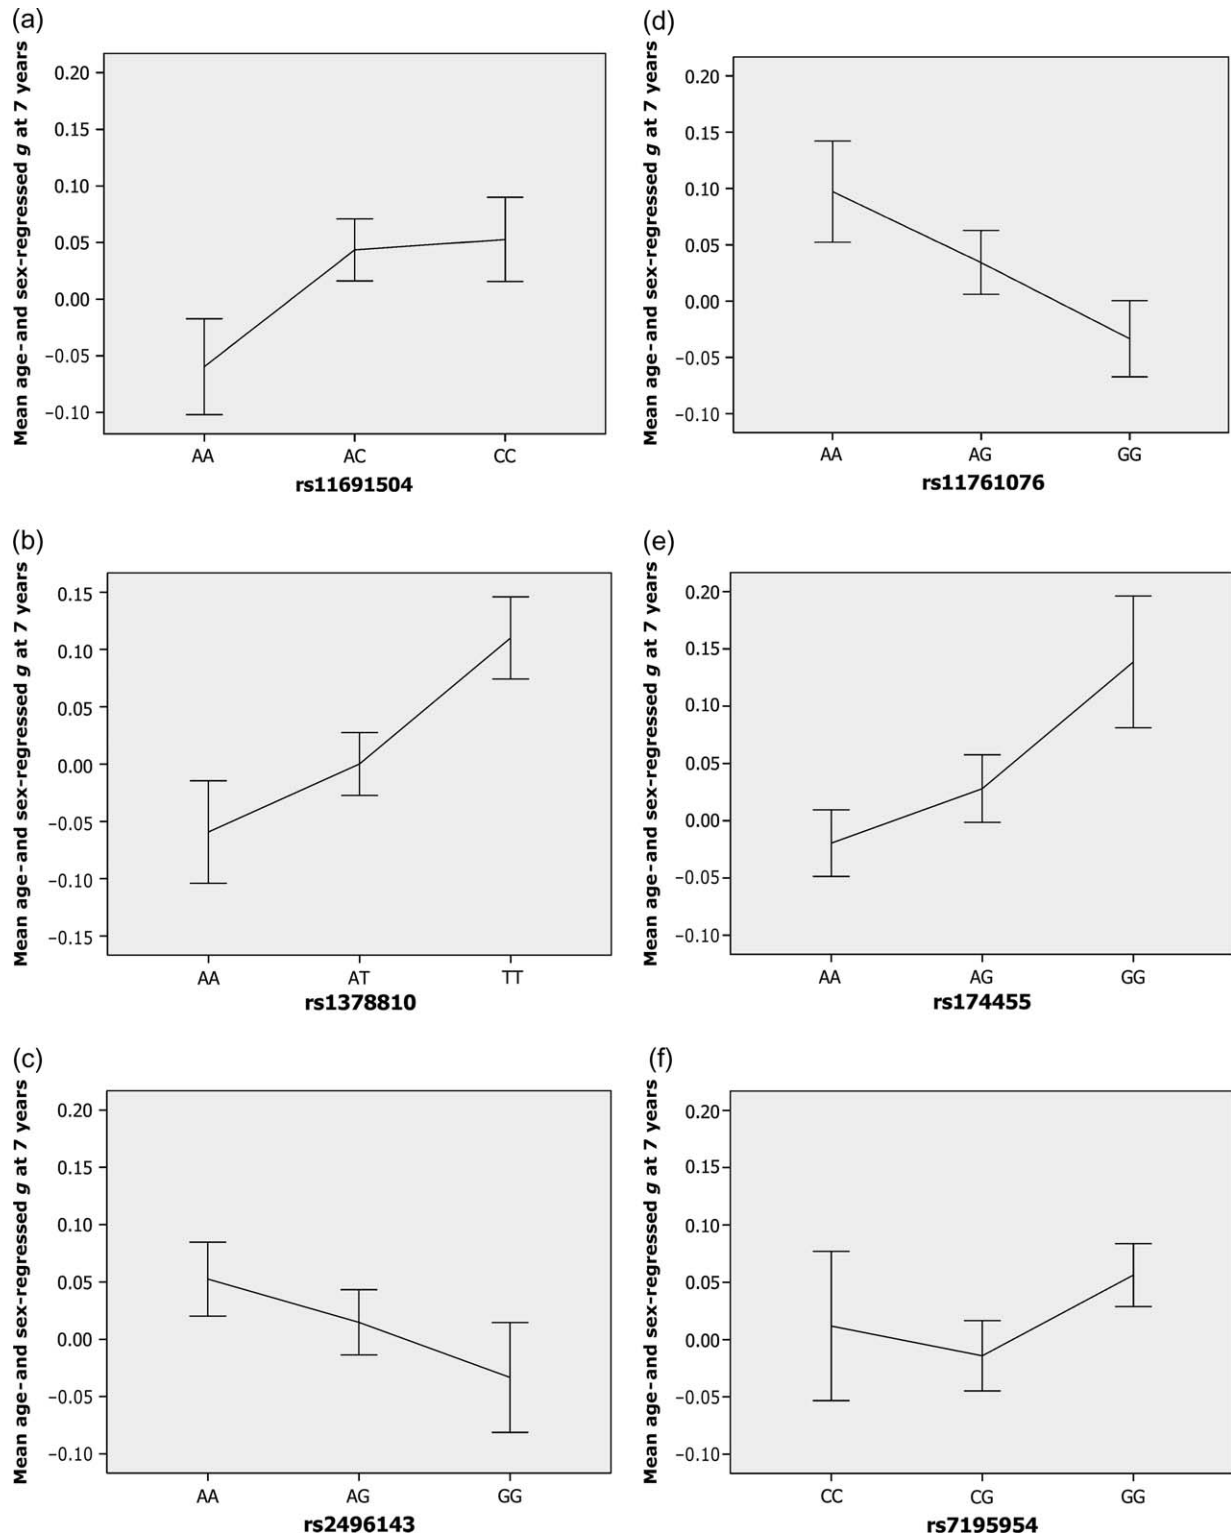 (a)
Mean age-and sex-regressed g at 7 years
0.20
0.15
0.10
0.05
0.00
−0.05
−0.10
AA AC CC
rs11691504
(d)
Mean age-and sex-regressed g at 7 years
0.20
0.15
0.10
0.05
0.00
−0.05
−0.10
AA AG GG
rs11761076
(b)
Mean age-and sex-regressed g at 7 years
0.15
0.10
0.05
0.00
−0.05
−0.10
−0.15
AA AT TT
rs1378810
(e)
Mean age-and sex-regressed g at 7 years
0.20
0.15
0.10
0.05
0.00
−0.05
−0.10
AA AG GG
rs174455
(c)
Mean age-and sex-regressed g at 7 years
0.20
0.15
0.10
0.05
0.00
−0.05
−0.10
AA AG GG
rs2496143
(f)
Mean age-and sex-regressed g at 7 years
0.20
0.15
0.10
0.05
0.00
−0.05
−0.10
CC CG GG
rs7195954